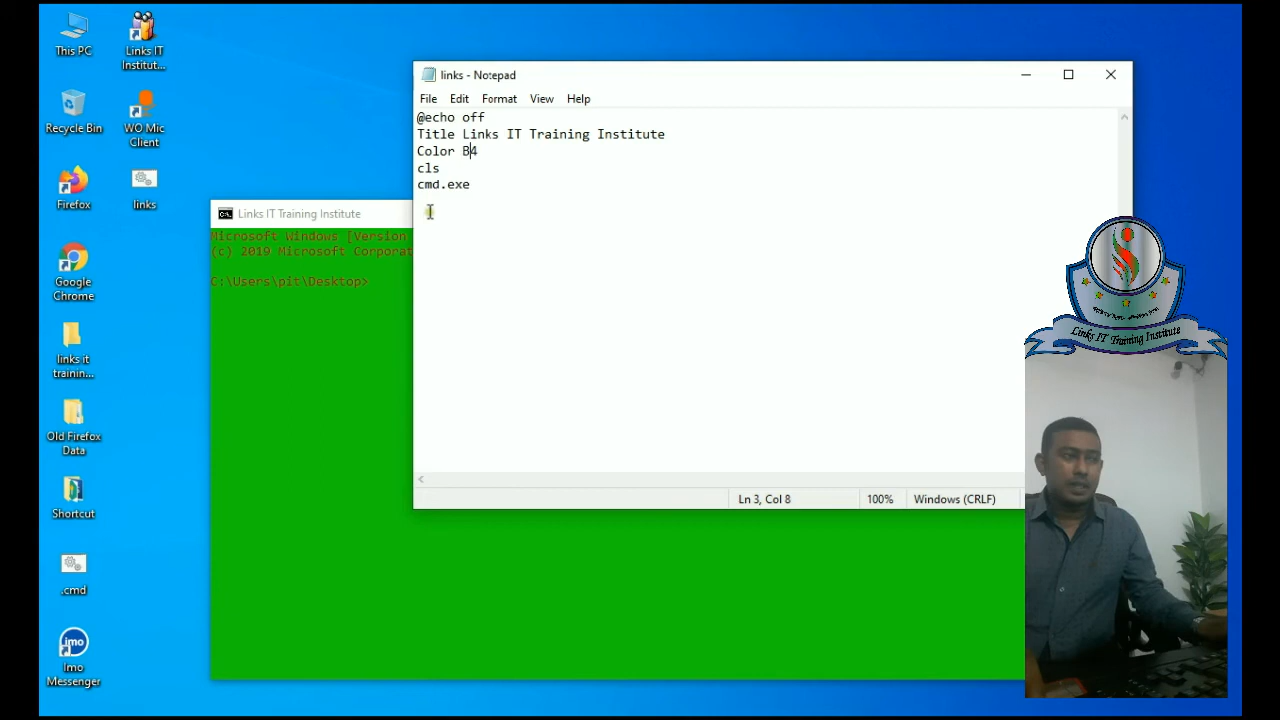 This PC
Links IT
Institut...
Recycle Bin
WO Mic
Client
Firefox
links
Google
Chrome
links it
trainin...
Old Firefox
Data
Shortcut
.cmd
imo
Imo
Messenger
Links IT Training Institute
Microsoft Windows [Version
(c) 2019 Microsoft Corporat
C:\Users\pit\Desktop>
links - Notepad
File Edit Format View Help
@echo off
Title Links IT Training Institute
Color B4
cls
cmd.exe
Ln 3, Col 8
100%
Windows (CRLF)
Links IT Training Institute